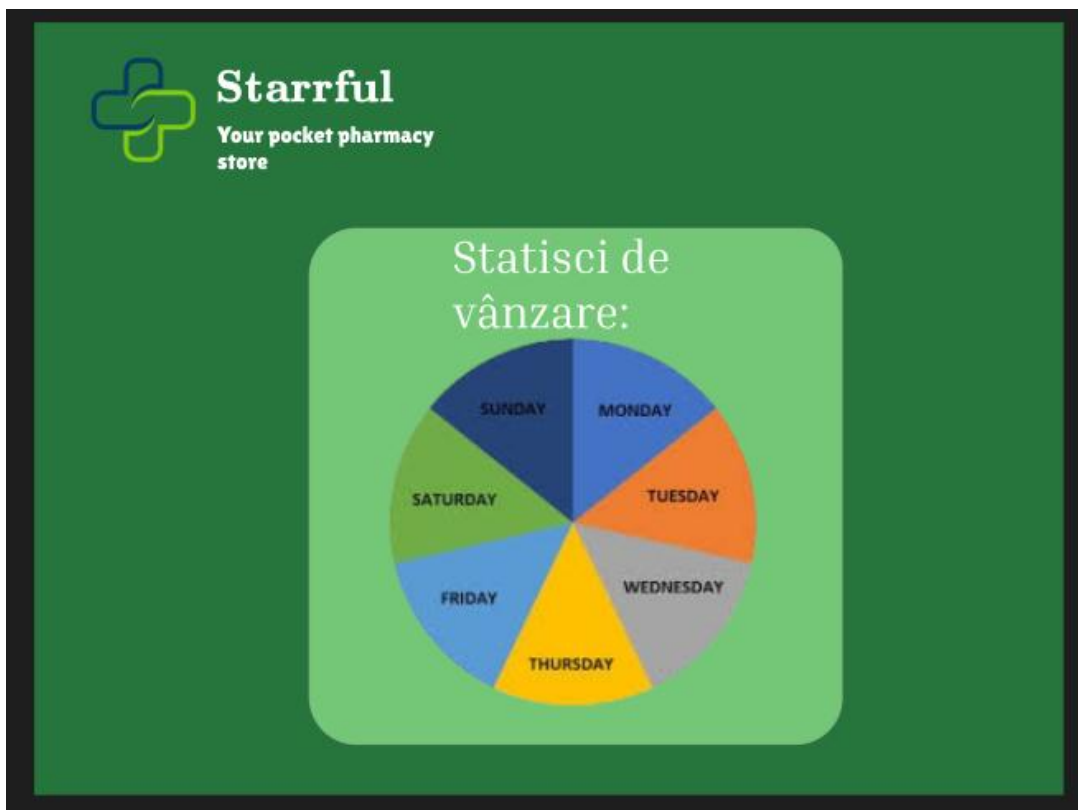 Starrful
Your pocket pharmacy
store
Statisci de
vânzare:
SUNDAY
MONDAY
SATURDAY
TUESDAY
FRIDAY
WEDNESDAY
THURSDAY